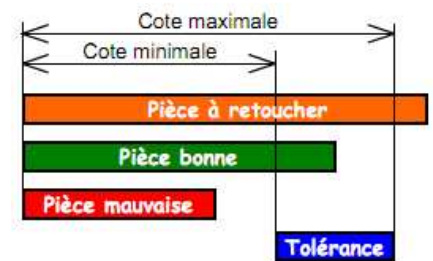 Cote maximale
Cote minimale
Pièce à retoucher
Pièce bonne
Pièce mauvaise
Tolérance